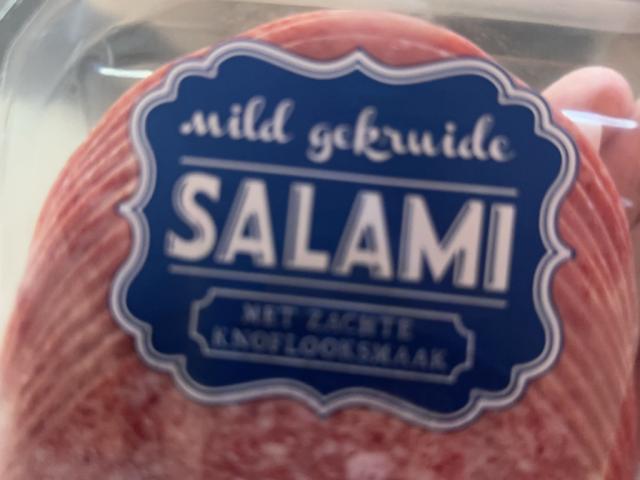 mild gekruide
SALAMI
MET ZACHTE
KNOFLOOKSMAAK